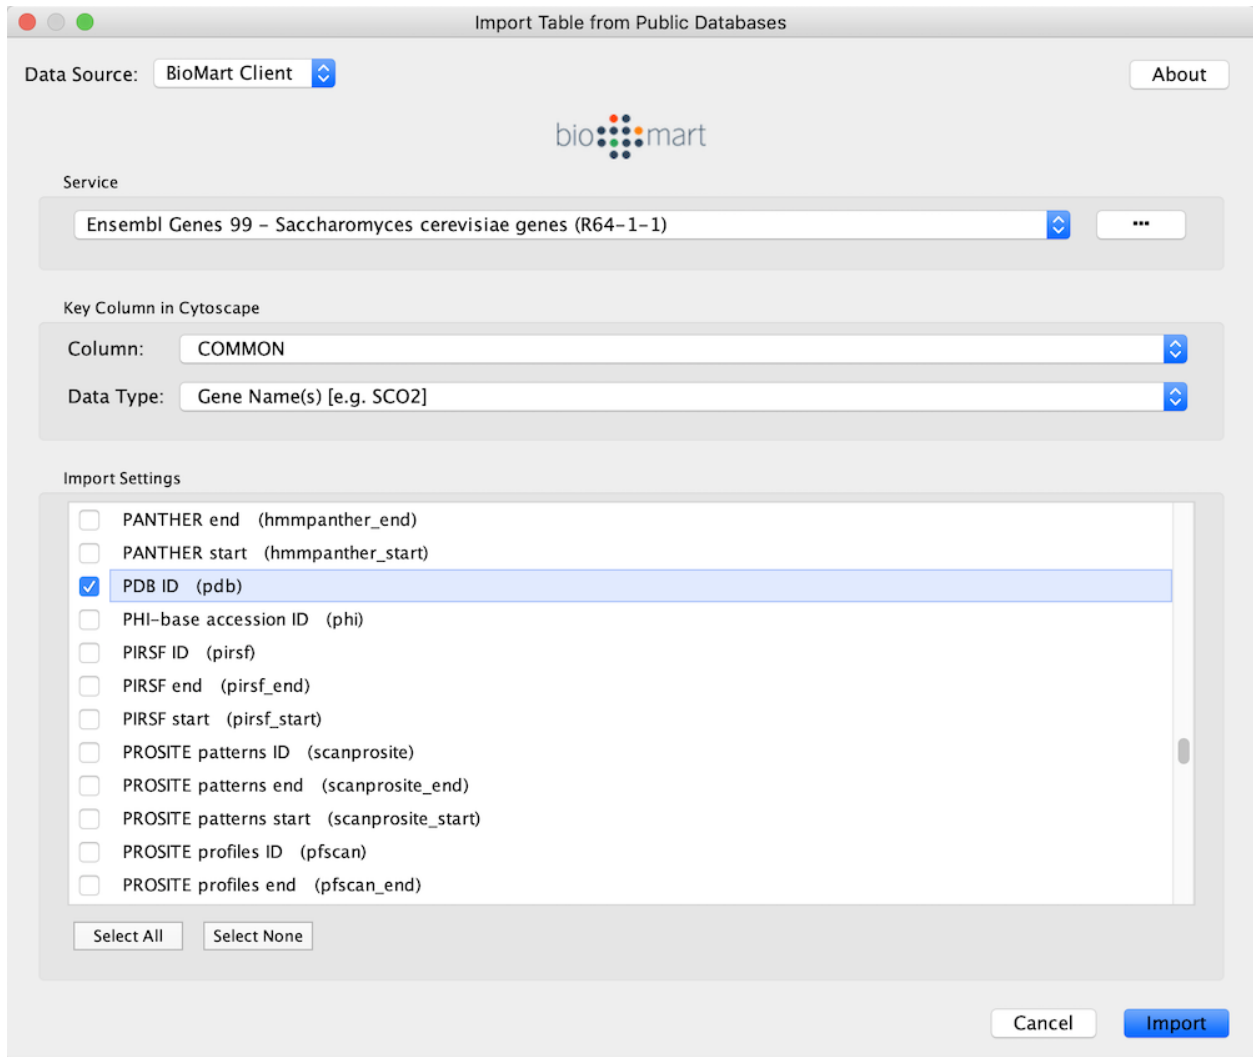 Import Table from Public Databases
Data Source: BioMart Client About
bio mart
Service
Ensembl Genes 99 – Saccharomyces cerevisiae genes (R64-1-1) ...
Key Column in Cytoscape
Column: COMMON
Data Type: Gene Name(s) [e.g. SCO2]
Import Settings
PANTHER end (hmmpanther_end)
PANTHER start (hmmpanther_start)
PDB ID (pdb)
PHI-base accession ID (phi)
PIRSF ID (pirsf)
PIRSF end (pirsf_end)
PIRSF start (pirsf_start)
PROSITE patterns ID (scanprosite)
PROSITE patterns end (scanprosite_end)
PROSITE patterns start (scanprosite_start)
PROSITE profiles ID (pfscan)
PROSITE profiles end (pfscan_end)
Select All Select None
Cancel Import